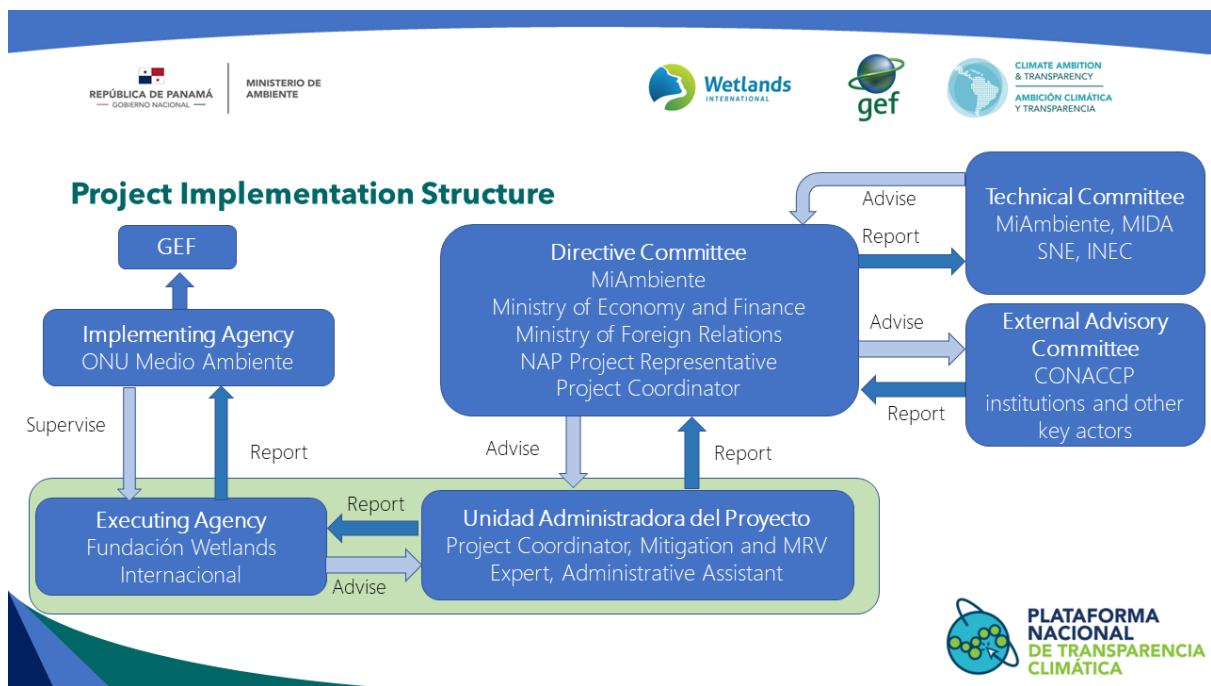 REPÚBLICA DE PANAMÁ
GOBIERNO NACIONAL
MINISTERIO DE
AMBIENTE
Wetlands
INTERNATIONAL
gef
CLIMATE AMBITION
& TRANSPARENCY
AMBICIÓN CLIMÁTICA
Y TRANSPARENCIA
Project Implementation Structure
GEF
Implementing Agency
ONU Medio Ambiente
Supervise
Report
Executing Agency
Fundación Wetlands
Internacional
Report
Advise
Directive Committee
MiAmbiente
Ministry of Economy and Finance
Ministry of Foreign Relations
NAP Project Representative
Project Coordinator
Advise
Report
Unidad Administradora del Proyecto
Project Coordinator, Mitigation and MRV
Expert, Administrative Assistant
Advise
Report
Technical Committee
MiAmbiente, MIDA
SNE, INEC
Advise
Report
External Advisory
Committee
CONACCP
institutions and other
key actors
PLATAFORMA
NACIONAL
DE TRANSPARENCIA
CLIMÁTICA